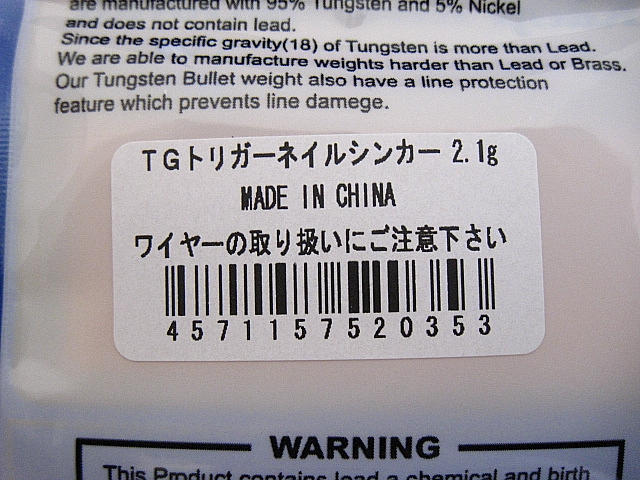 are manufactured with 95% Tungsten and 5% Nickel
and does not contain lead.
Since the specific gravity(18) of Tungsten is more than Lead.
We are able to manufacture weights harder than Lead or Brass.
Our Tungsten Bullet weight also have a line protection
feature which prevents line damege.
TGトリガーネイルシンカー 2.1g
MADE IN CHINA
ワイヤーの取り扱いにご注意下さい
4571157520353
WARNING
This Product contains lead a chemical and birth